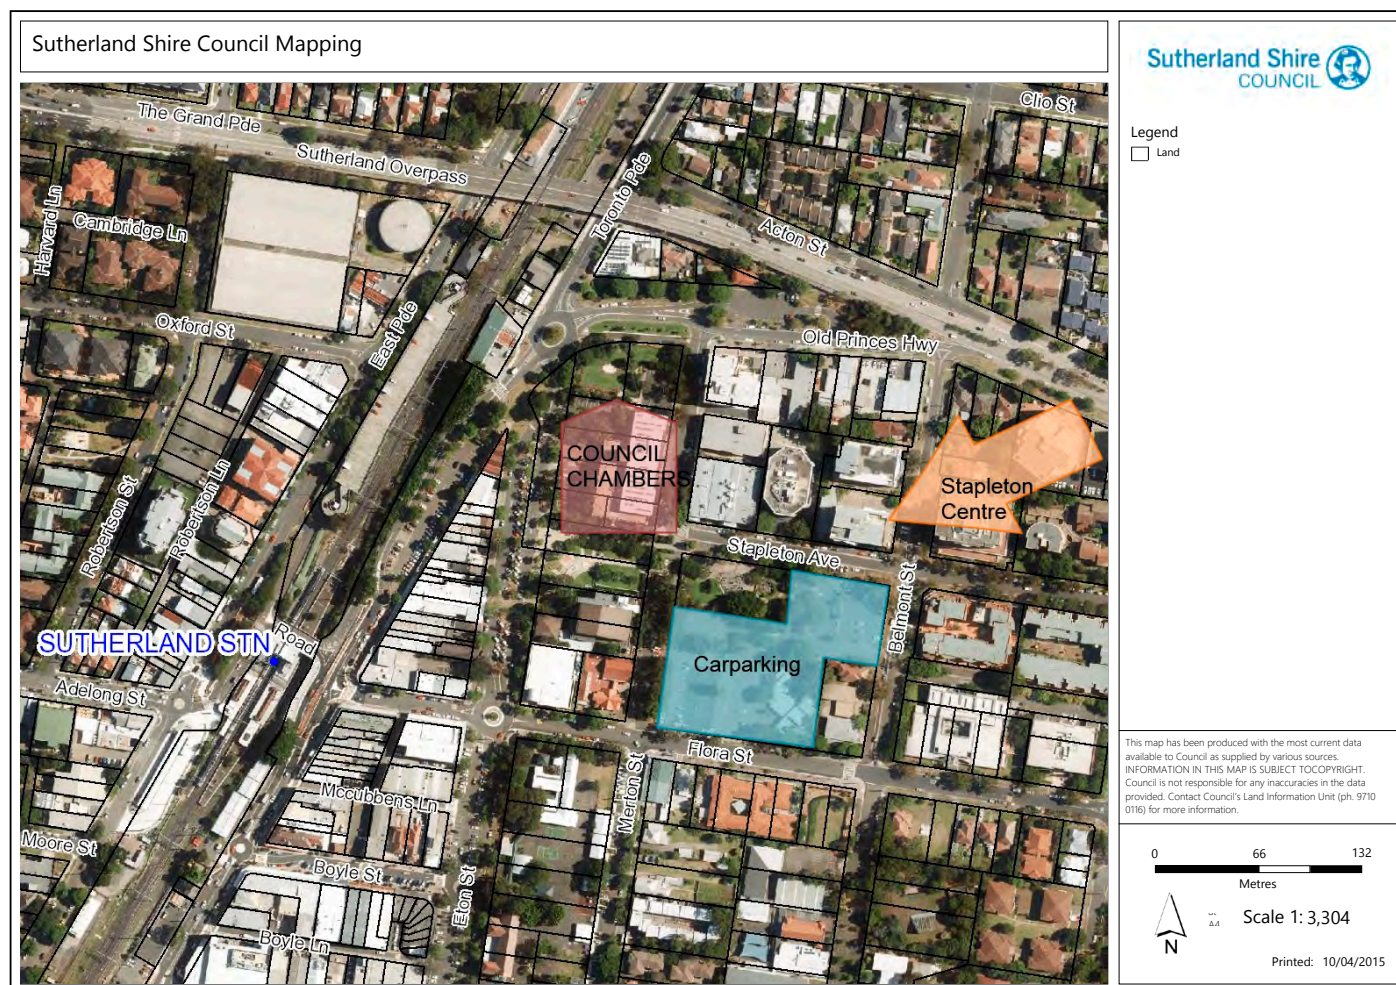 Sutherland Shire Council Mapping
Sutherland Shire
COUNCIL
Legend
Land
The Grand Pde
Sutherland Overpass
Clio St
Harvard Ln
Cambridge Ln
Toronto Pde
Acton St
Oxford St
East Pde
Old Princes Hwy
COUNCIL
CHAMBERS
Stapleton
Centre
Robertson St
Robertson Ln
Stapleton Ave
Belmont St
Road
SUTHERLAND STN
Carparking
Adelong St
Flora St
Merton St
Mccubbens Ln
Moore St
Boyle St
Eton St
Boyle Ln
This map has been produced with the most current data
available to Council as supplied by various sources.
INFORMATION IN THIS MAP IS SUBJECT TOCOPYRIGHT.
Council is not responsible for any inaccuracies in the data
provided. Contact Council's Land Information Unit (ph. 9710
0116) for more information.
0 66 132
Metres
N
Scale 1: 3,304
Printed: 10/04/2015